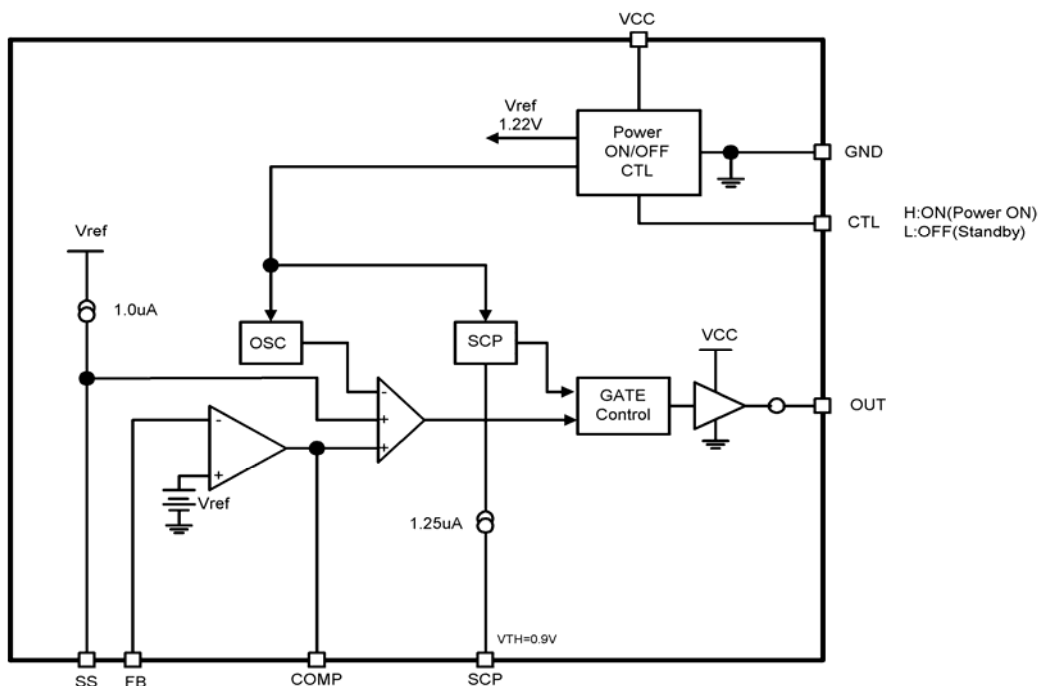 VCC
Vref
1.22V
Power
ON/OFF
CTL
GND
CTL
H:ON(Power ON)
L:OFF(Standby)
Vref
1.0uA
OSC
SCP
VCC
GATE
Control
OUT
-
+
+
-
+
Vref
1.25uA
VTH=0.9V
SS
FB
COMP
SCP